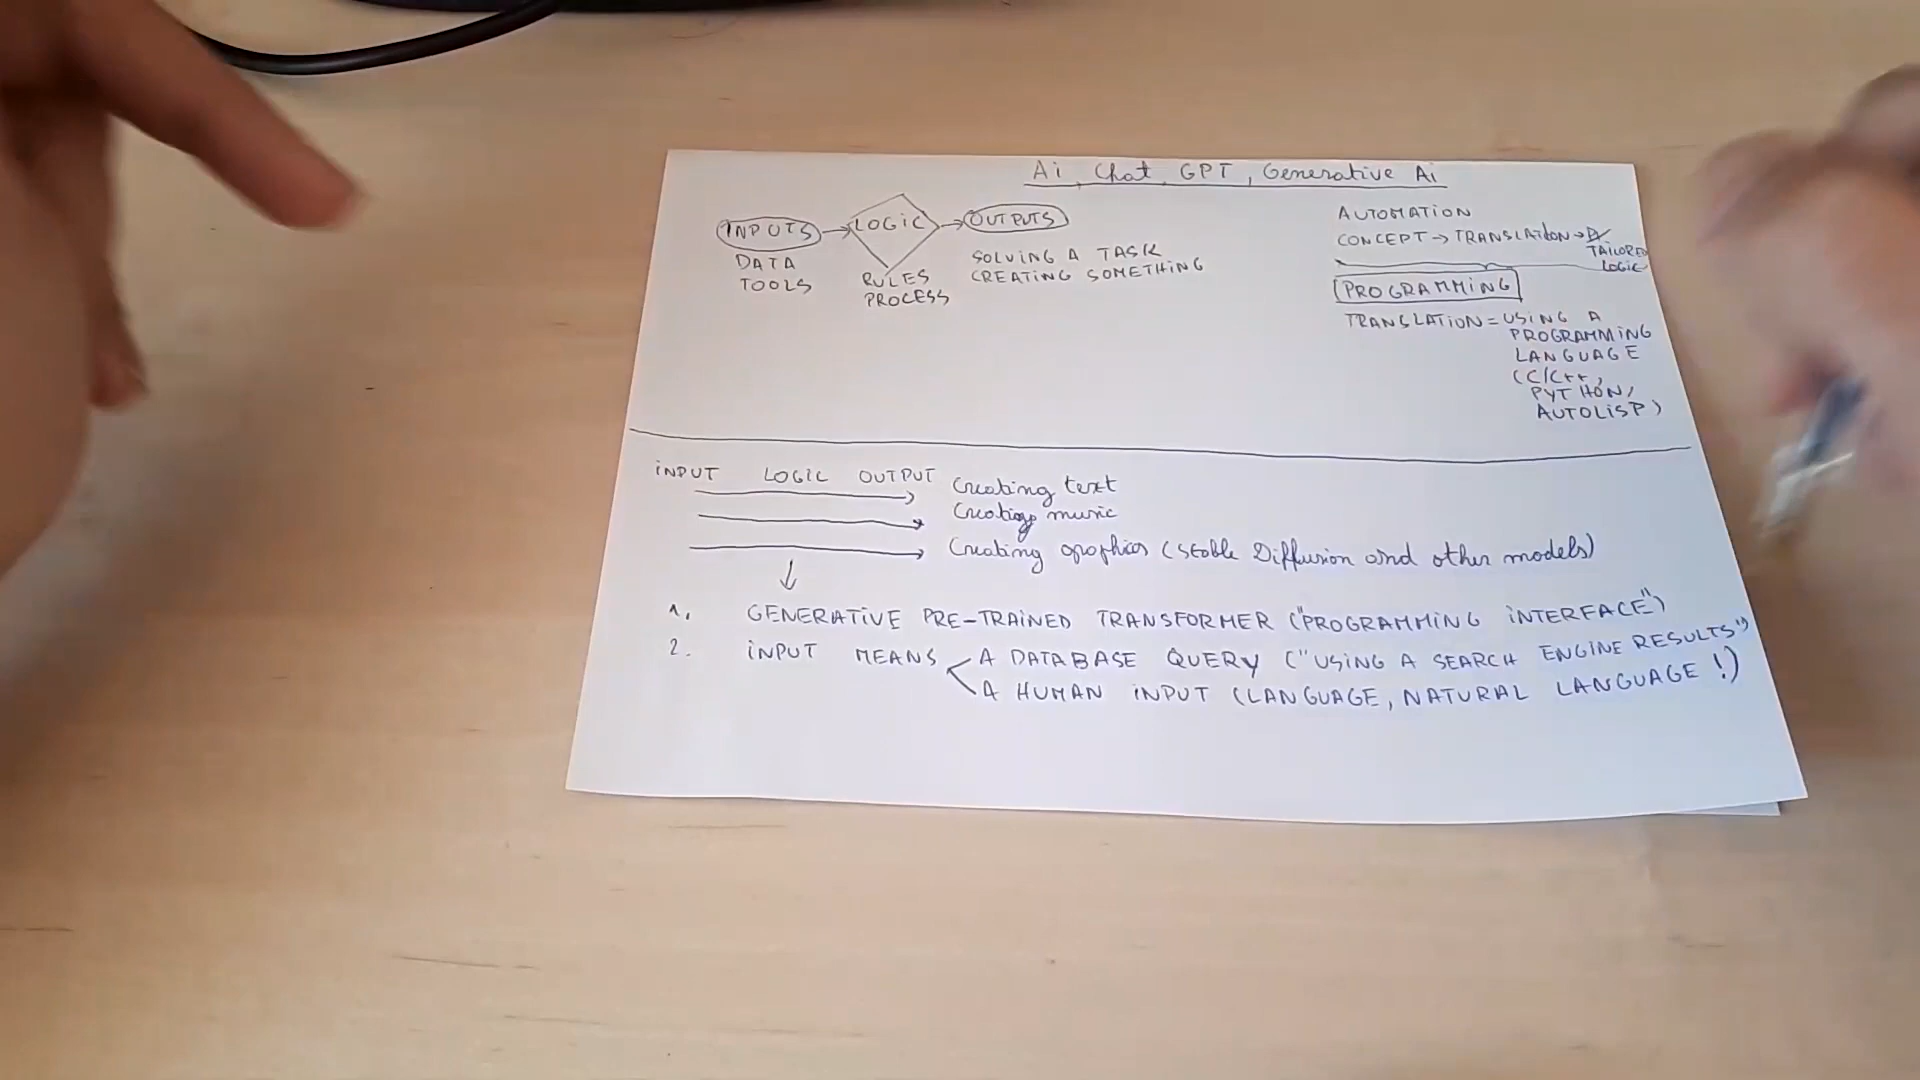 Ai, Chat GPT, Generative Ai
INPUTS → LOGIC → OUTPUTS
DATA
TOOLS
RULES
PROCESS
SOLVING A TASK
CREATING SOMETHING
AUTOMATION
CONCEPT → TRANSLATION →
TAILORED
LOGIC
PROGRAMMING
TRANSLATION = USING A
PROGRAMMING
LANGUAGE
(C/C++,
PYTHON,
AUTOLISP)
INPUT LOGIC OUTPUT
Creating text
Creating music
Creating graphics (Stable Diffusion and other models)
1. GENERATIVE PRE-TRAINED TRANSFORMER ("PROGRAMMING INTERFACE")
2. INPUT MEANS
A DATABASE QUERY ("USING A SEARCH ENGINE RESULTS")
A HUMAN INPUT (LANGUAGE, NATURAL LANGUAGE!)